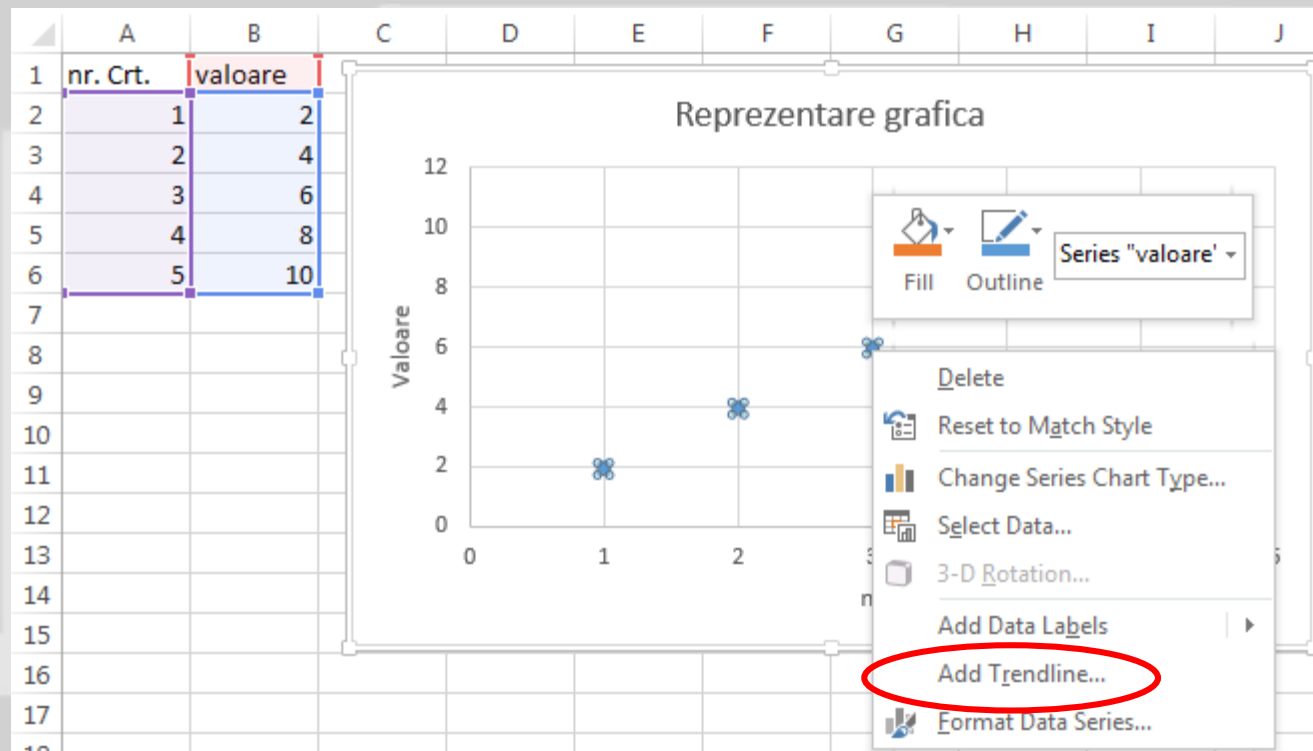 A B C D E F G H I J
1 nr. Crt. valoare
2 1 2
3 2 4
4 3 6
5 4 8
6 5 10
7
8
9
10
11
12
13
14
15
16
17
Reprezentare grafica
12
10
8
6
4
2
0
Valoare
0 1 2
Fill Outline Series "valoare'
Delete
Reset to Match Style
Change Series Chart Type...
Select Data...
3-D Rotation...
Add Data Labels
Add Trendline...
Format Data Series...